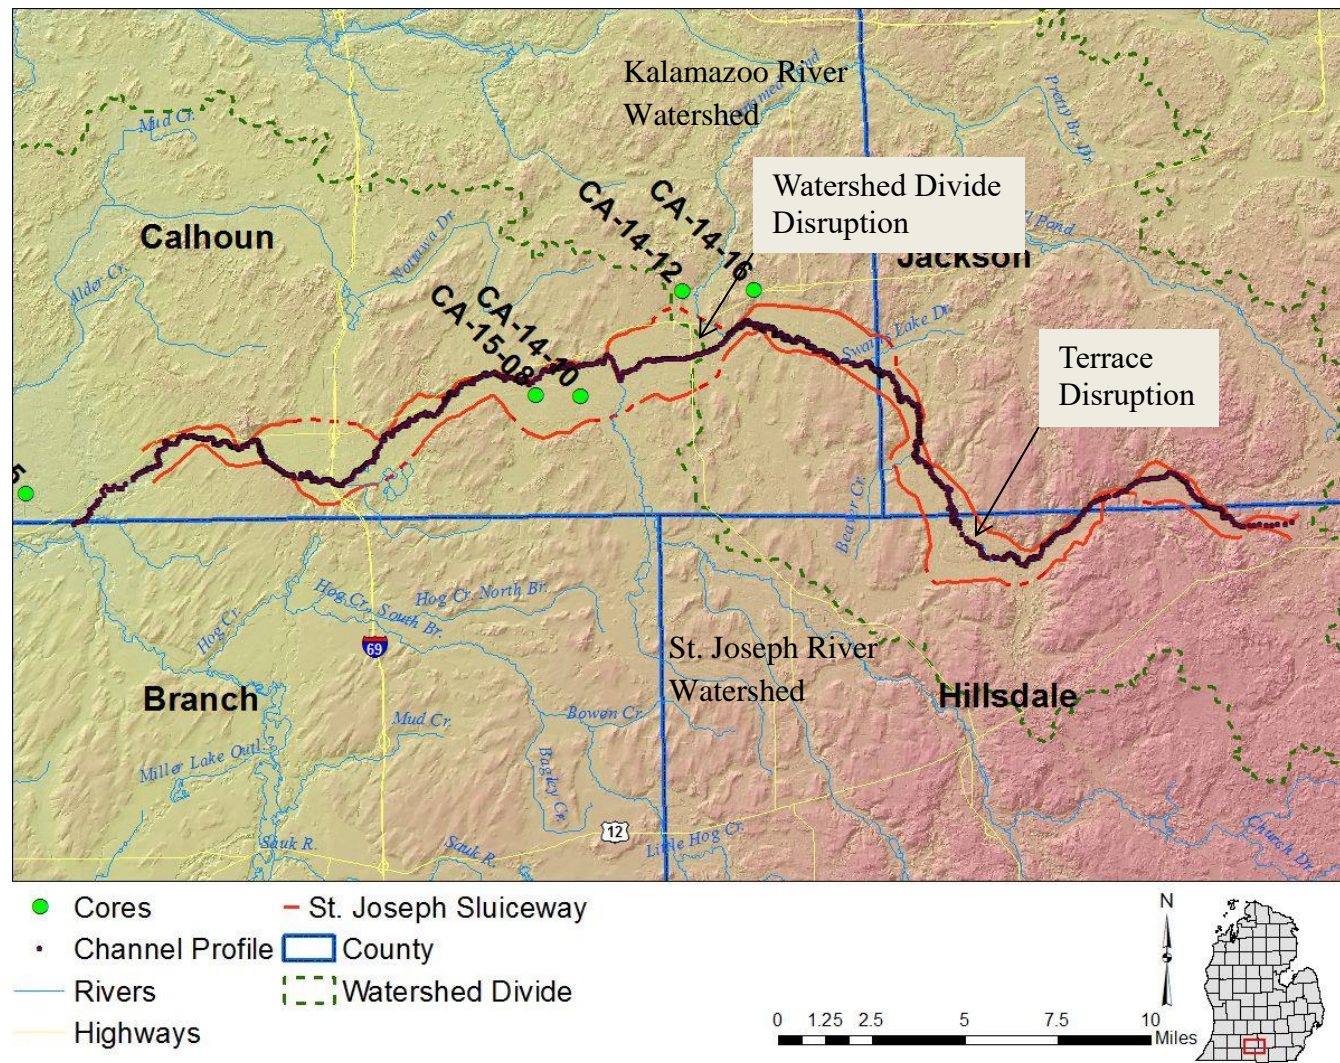 Kalamazoo River
Watershed
Mud Cr.
Pretty Br. Dr.
Watershed Divide
Disruption
CA-14-16
CA-14-12
Pond
Calhoun
Nottawa Dr.
Jackson
Alder Cr.
CA-14-10
CA-15-08
Swains Lake Dr.
Terrace
Disruption
5
Beaver Cr.
Hog Cr. North Br.
Hog Cr., South Br.
Hog Cr.
69
St. Joseph River
Watershed
Branch
Hillsdale
Bowen Cr.
Mud Cr.
Miller Lake Outl.?
Bagley Cr.
12
Little Hog Cr.
Church Dr.
Sauk R.
Sauk R.
Cores
St. Joseph Sluiceway
Channel Profile
County
Rivers
Watershed Divide
Highways
N
0 1.25 2.5 5 7.5 10
Miles